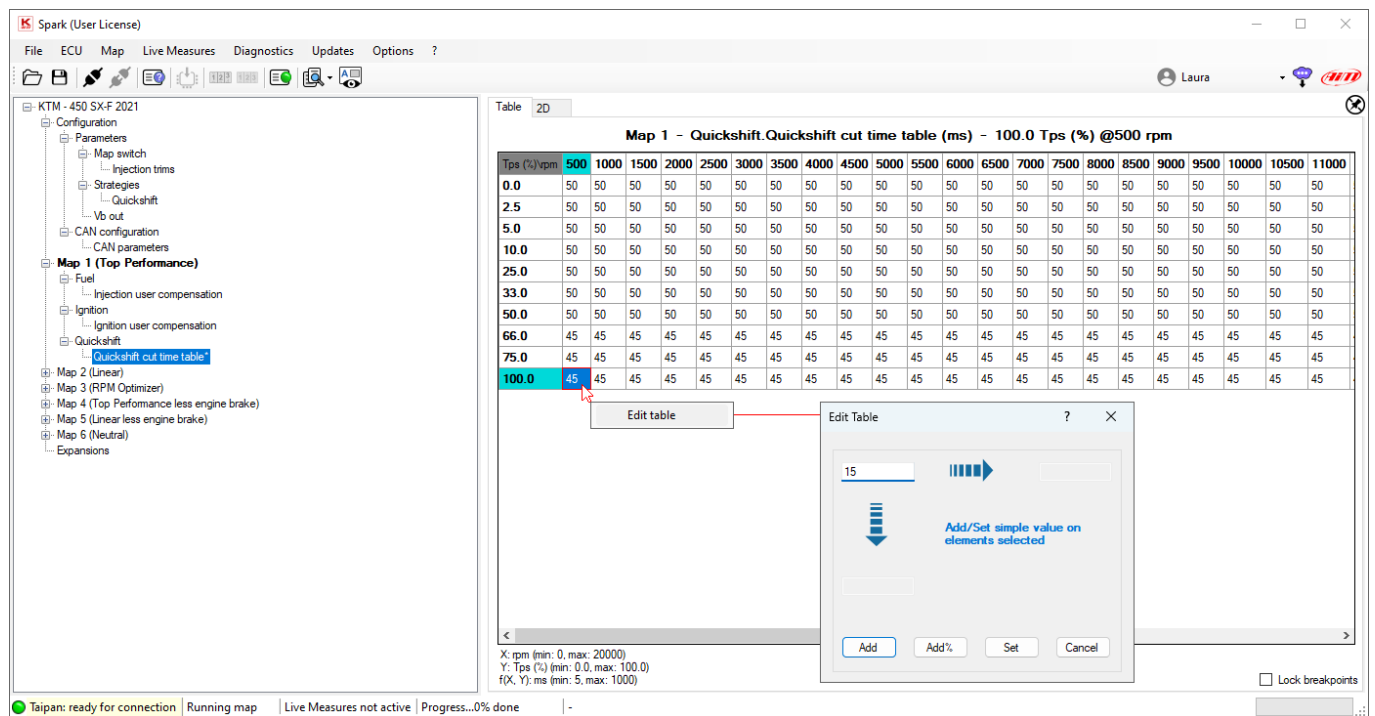 Spark (User License)
File ECU Map Live Measures Diagnostics Updates Options ?
Laura
AiM
KTM - 450 SX-F 2021
Configuration
Parameters
Map switch
Injection trims
Strategies
Quickshift
Vb out
CAN configuration
CAN parameters
Map 1 (Top Performance)
Fuel
Injection user compensation
Ignition
Ignition user compensation
Quickshift
Quickshift cut time table*
Map 2 (Linear)
Map 3 (RPM Optimizer)
Map 4 (Top Performance less engine brake)
Map 5 (Linear less engine brake)
Map 6 (Neutral)
Expansions
Table 2D
Map 1 - Quickshift.Quickshift cut time table (ms) - 100.0 Tps (%) @500 rpm
Tps (%)\rpm 500 1000 1500 2000 2500 3000 3500 4000 4500 5000 5500 6000 6500 7000 7500 8000 8500 9000 9500 10000 10500 11000
0.0 50 50 50 50 50 50 50 50 50 50 50 50 50 50 50 50 50 50 50 50 50 50
2.5 50 50 50 50 50 50 50 50 50 50 50 50 50 50 50 50 50 50 50 50 50 50
5.0 50 50 50 50 50 50 50 50 50 50 50 50 50 50 50 50 50 50 50 50 50 50
10.0 50 50 50 50 50 50 50 50 50 50 50 50 50 50 50 50 50 50 50 50 50 50
25.0 50 50 50 50 50 50 50 50 50 50 50 50 50 50 50 50 50 50 50 50 50 50
33.0 50 50 50 50 50 50 50 50 50 50 50 50 50 50 50 50 50 50 50 50 50 50
50.0 50 50 50 50 50 50 50 50 50 50 50 50 50 50 50 50 50 50 50 50 50 50
66.0 45 45 45 45 45 45 45 45 45 45 45 45 45 45 45 45 45 45 45 45 45 45
75.0 45 45 45 45 45 45 45 45 45 45 45 45 45 45 45 45 45 45 45 45 45 45
100.0 45 45 45 45 45 45 45 45 45 45 45 45 45 45 45 45 45 45 45 45 45 45
Edit table
Edit Table ?
15
Add/Set simple value on
elements selected
Add Add% Set Cancel
X: rpm (min: 0, max: 20000)
Y: Tps (%) (min: 0.0, max: 100.0)
f(X, Y): ms (min: 5, max: 1000)
Lock breakpoints
Taipan: ready for connection Running map Live Measures not active Progress...0% done -